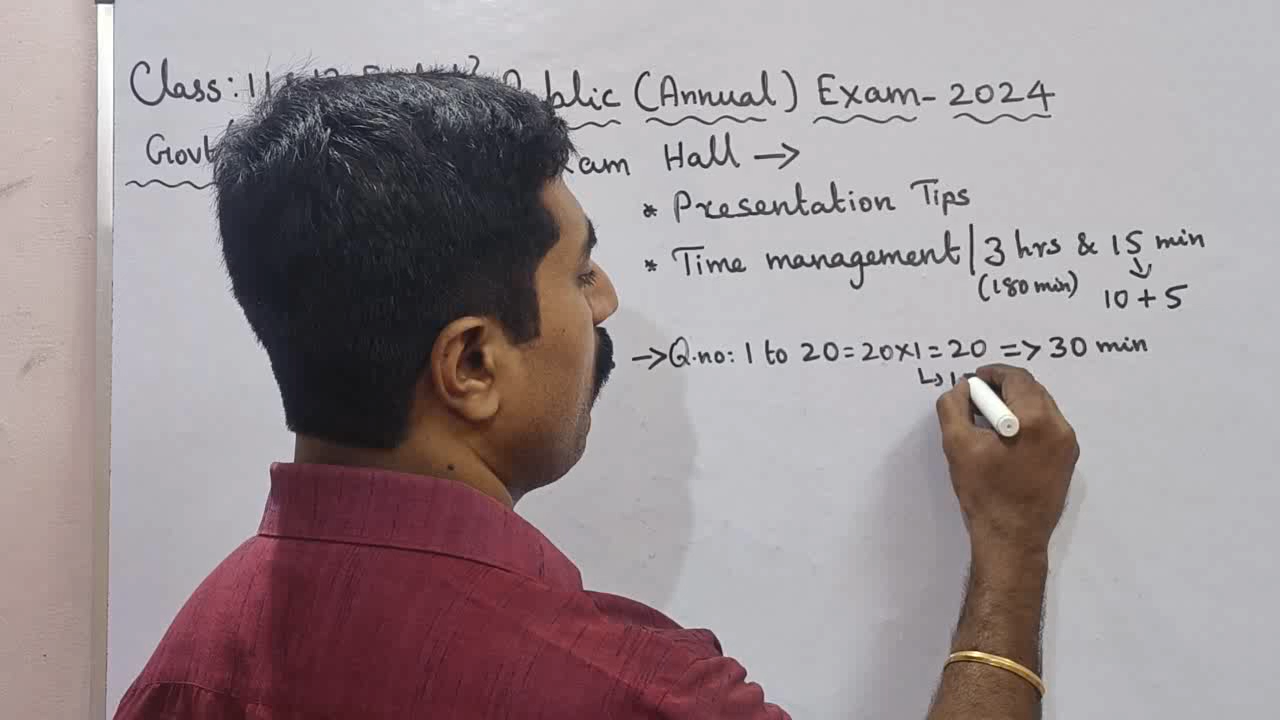 Class: 11 Public (Annual) Exam - 2024
Govt Exam Hall →
* Presentation Tips
* Time management | 3 hrs & 15 min
(180 min) 10 + 5
→ Q.no: 1 to 20 = 20×1 = 20 => 30 min
↳ 1